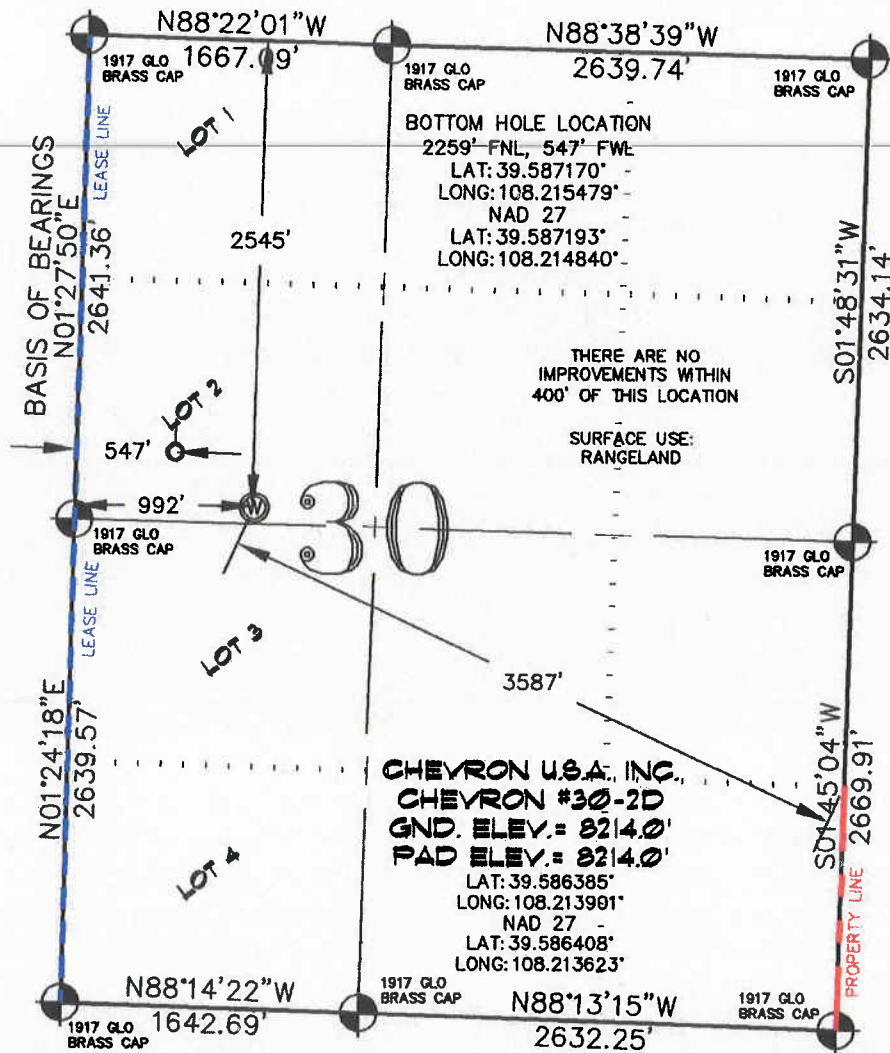 N88°22'01"W
1667.09'
N88°38'39"W
2639.74'
1917 GLO
BRASS CAP
1917 GLO
BRASS CAP
1917 GLO
BRASS CAP
LOT 1
LEASE LINE
BASIS OF BEARINGS
N01°27'50"E
2641.36'
BOTTOM HOLE LOCATION
2259' FNL, 547' FWL
LAT: 39.587170°
LONG: 108.215479°
NAD 27
LAT: 39.587193°
LONG: 108.214840°
2545'
S01°48'31"W
2634.14'
THERE ARE NO
IMPROVEMENTS WITHIN
400' OF THIS LOCATION
SURFACE USE:
RANGELAND
LOT 2
547'
992'
W
30
1917 GLO
BRASS CAP
1917 GLO
BRASS CAP
LEASE LINE
LOT 3
3587'
N01°24'18"E
2639.57'
S01°45'04"W
2669.91'
CHEVRON U.S.A., INC.,
CHEVRON #30-2D
GND. ELEV.= 8214.0'
PAD ELEV.= 8214.0'
LAT: 39.586385°
LONG: 108.213901°
NAD 27
LAT: 39.586408°
LONG: 108.213623°
LOT 4
PROPERTY LINE
N88°14'22"W
1642.69'
1917 GLO
BRASS CAP
1917 GLO
BRASS CAP
N88°13'15"W
2632.25'
1917 GLO
BRASS CAP